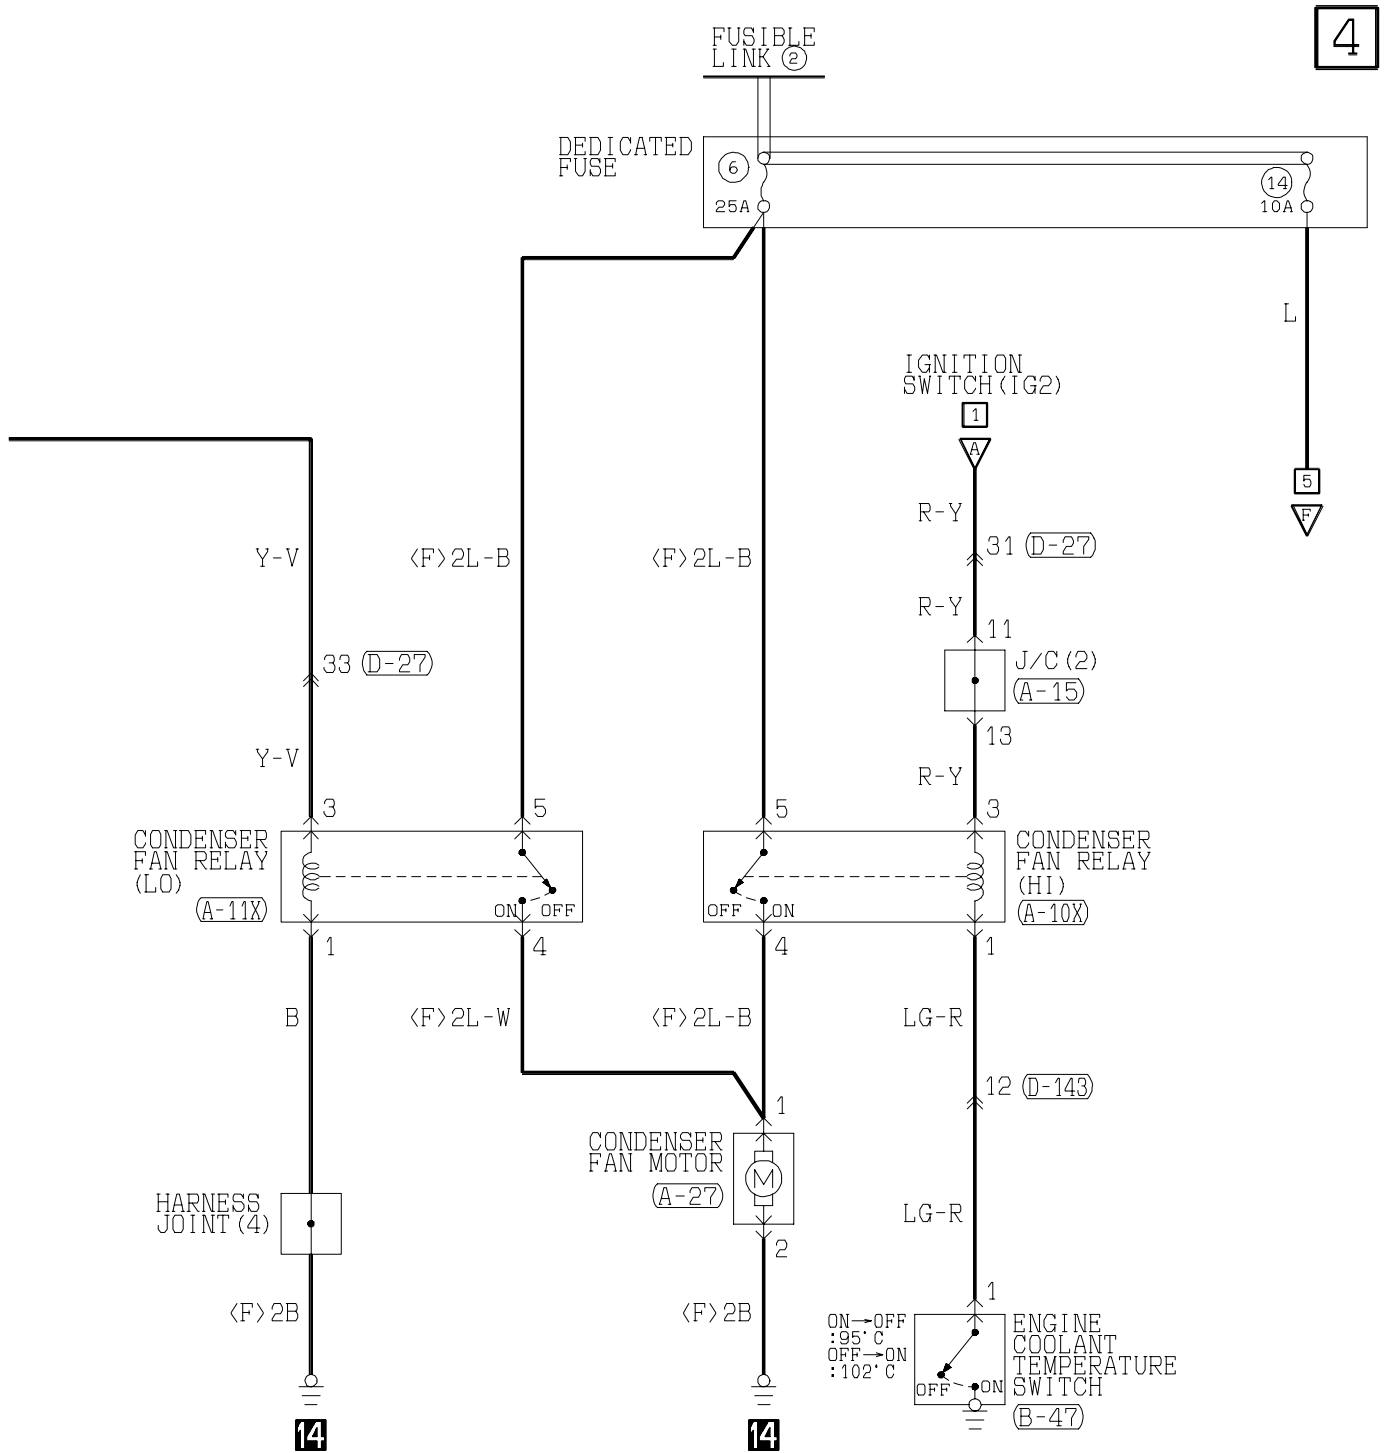 4
FUSIBLE
LINK 2
DEDICATED
FUSE
6
25A
14
10A
L
IGNITION
SWITCH(IG2)
1
A
5
F
R-Y
31 D-27
Y-V
<F>2L-B
<F>2L-B
R-Y
11
33 D-27
J/C(2)
A-15
13
Y-V
R-Y
3
5
5
3
CONDENSER
FAN RELAY
(LO)
A-11X
ON OFF
OFF ON
CONDENSER
FAN RELAY
(HI)
A-10X
1
4
4
1
B
<F>2L-W
<F>2L-B
LG-R
12 D-143
1
CONDENSER
FAN MOTOR
A-27
M
2
HARNESS
JOINT(4)
LG-R
<F>2B
<F>2B
1
ON→OFF
:95°C
OFF→ON
:102°C
OFF ON
ENGINE
COOLANT
TEMPERATURE
SWITCH
B-47
14
14